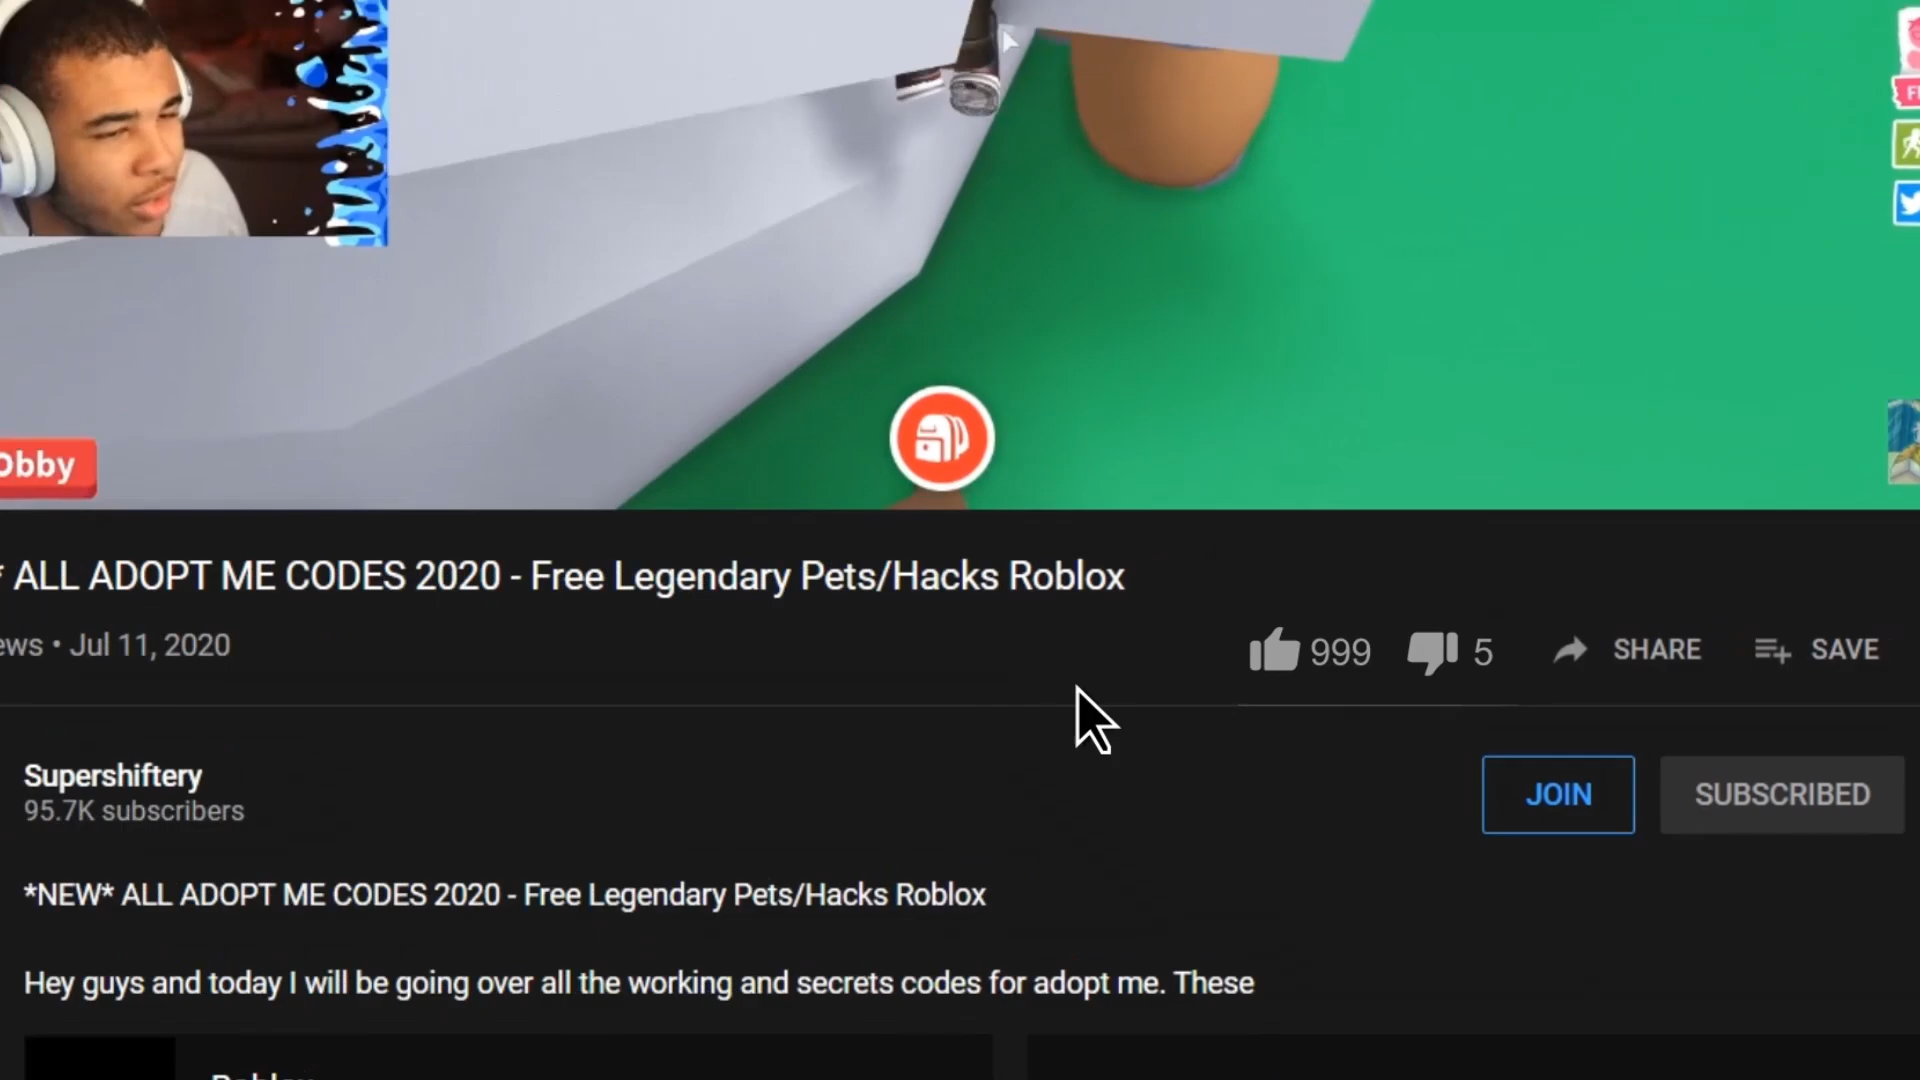 Obby
* ALL ADOPT ME CODES 2020 - Free Legendary Pets/Hacks Roblox
ews • Jul 11, 2020
999
5
SHARE
SAVE
Supershiftery
95.7K subscribers
JOIN
SUBSCRIBED
*NEW* ALL ADOPT ME CODES 2020 - Free Legendary Pets/Hacks Roblox
Hey guys and today I will be going over all the working and secrets codes for adopt me. These
Roblox